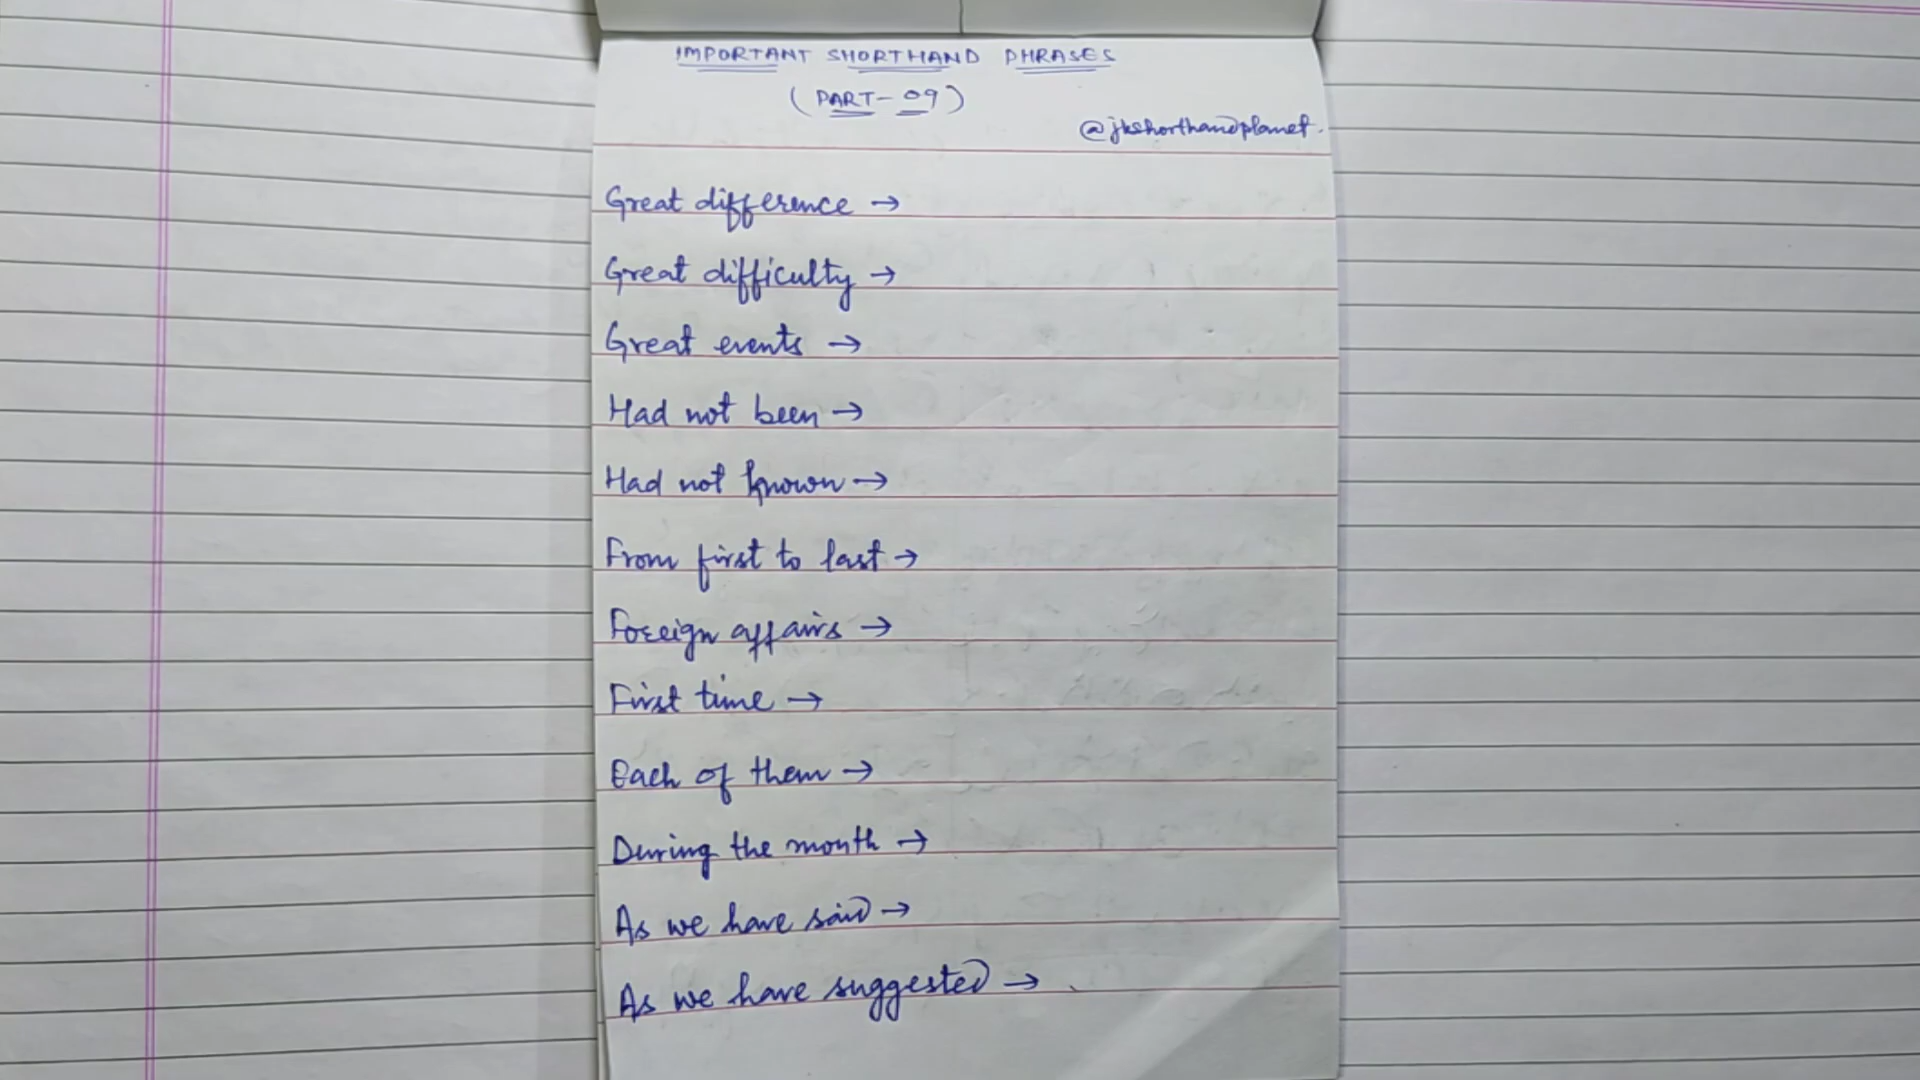 IMPORTANT SHORTHAND PHRASES
(PART-09)
@jkshorthandplanet.
Great difference →
Great difficulty →
Great events →
Had not been →
Had not known →
From first to last →
Foreign affairs →
First time →
Each of them →
During the month →
As we have said →
As we have suggested →